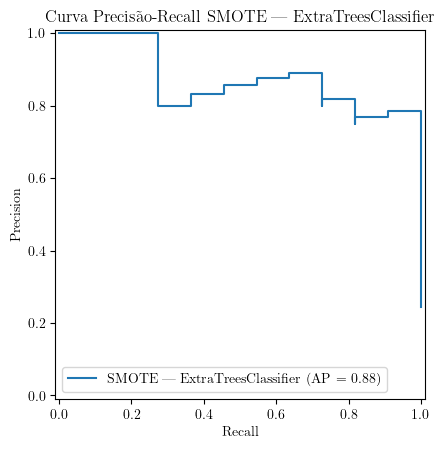 Curva Precisão-Recall SMOTE — ExtraTreesClassifier
1.0
0.8
0.6
0.4
0.2
0.0
Precision
SMOTE — ExtraTreesClassifier (AP = 0.88)
0.0 0.2 0.4 0.6 0.8 1.0
Recall